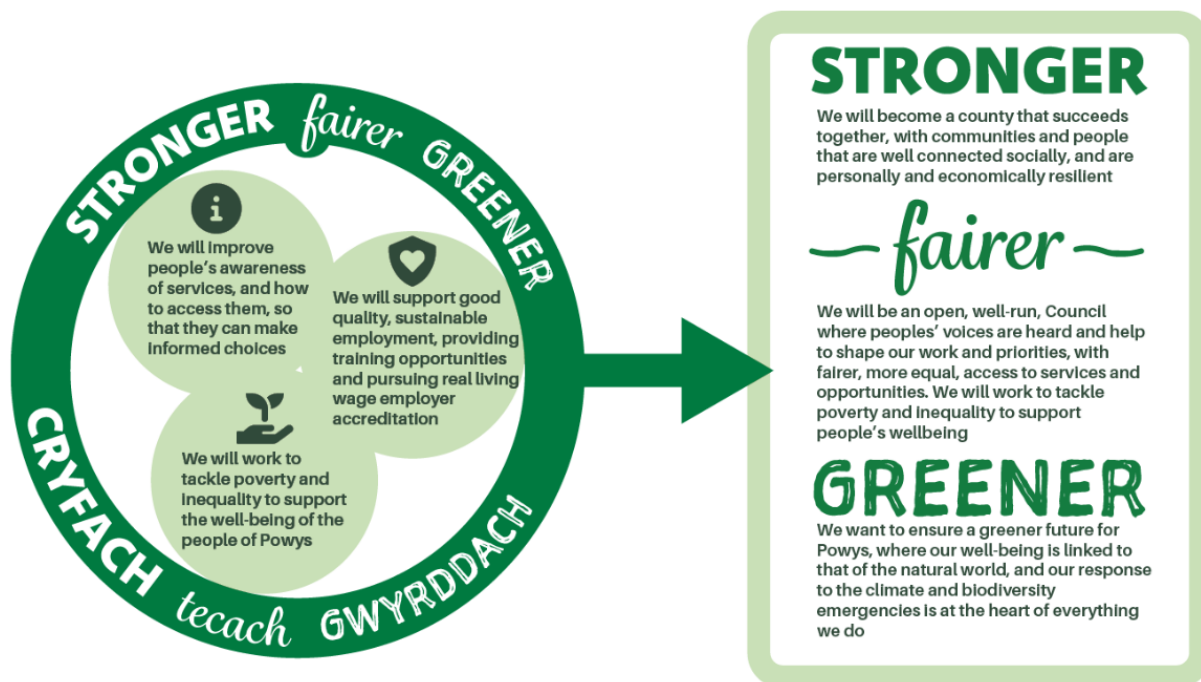 STRONGER fairer GREENER
We will improve
people's awareness
of services, and how
to access them, so
that they can make
informed choices
We will support good
quality, sustainable
employment, providing
training opportunities
and pursuing real living
wage employer
accreditation
We will work to
tackle poverty and
inequality to support
the well-being of the
people of Powys
CRYFACH tecach GWYRDDACH
STRONGER
We will become a county that succeeds
together, with communities and people
that are well connected socially, and are
personally and economically resilient
fairer
We will be an open, well-run, Council
where peoples' voices are heard and help
to shape our work and priorities, with
fairer, more equal, access to services and
opportunities. We will work to tackle
poverty and inequality to support
people's wellbeing
GREENER
We want to ensure a greener future for
Powys, where our well-being is linked to
that of the natural world, and our response
to the climate and biodiversity
emergencies is at the heart of everything
we do